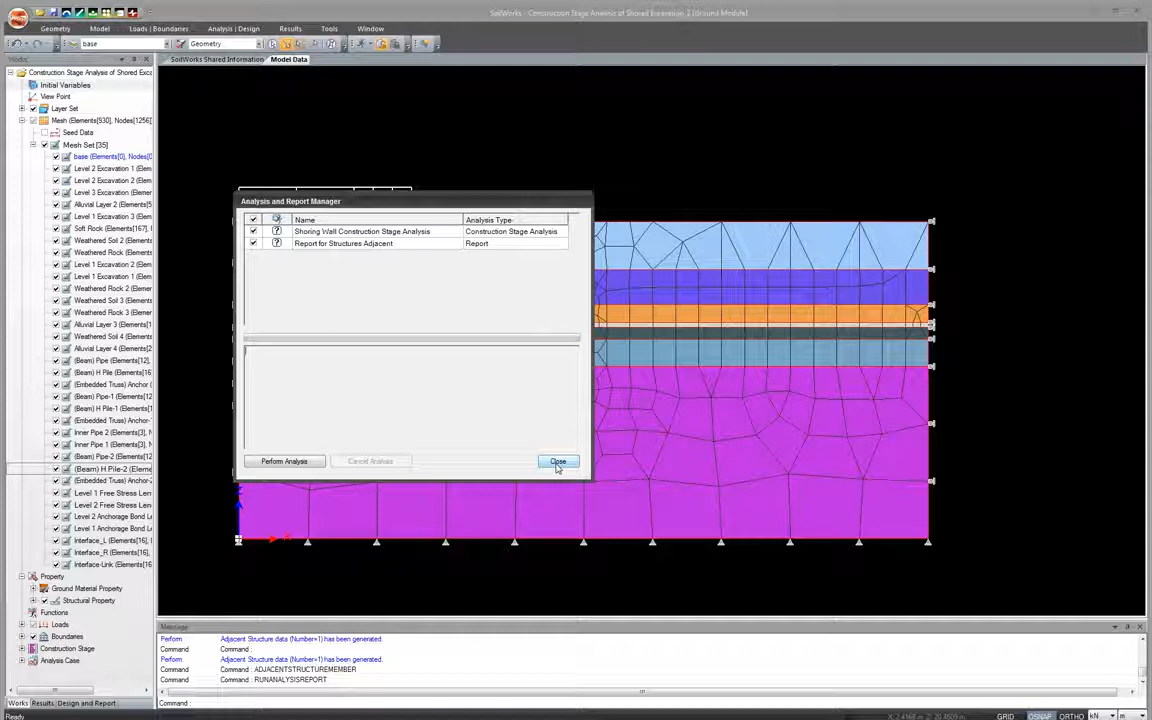 SoilWorks - Construction Stage Analysis of Shored Excavation 1 [Ground Module]
Geometry Model Loads | Boundaries Analysis | Design Results Tools Window
base Geometry
Works
SoilWorks Shared Information Model Data
Construction Stage Analysis of Shored Exca
Initial Variables
View Point
Layer Set
Mesh (Elements[930], Nodes[1256]
Seed Data
Mesh Set [35]
base (Elements[0], Nodes[0
Level 2 Excavation 1 (Elem
Level 2 Excavation 2 (Elem
Level 3 Excavation 2 (Elem
Alluvial Layer 2 (Elements[5
Level 1 Excavation 3 (Elem
Soft Rock (Elements[167],
Weathered Soil 2 (Elements
Weathered Rock (Elements
Level 1 Excavation 2 (Elem
Level 1 Excavation 1 (Elem
Weathered Rock 2 (Elemen
Weathered Soil 3 (Elements
Weathered Rock 3 (Elemen
Alluvial Layer 3 (Elements[
Weathered Soil 4 (Elements
Alluvial Layer 4 (Elements[2
(Beam) Pipe (Elements[12],
(Beam) H Pile (Elements[16
(Embedded Truss) Anchor (
(Beam) Pipe-1 (Elements[2
(Beam) H Pile-1 (Elements[
(Embedded Truss) Anchor-
Inner Pipe 2 (Elements[3], N
Inner Pipe 1 (Elements[3], N
(Beam) Pipe-2 (Elements[6
(Beam) H Pile-2 (Eleme
(Embedded Truss) Anchor-
Level 1 Free Stress Len
Level 2 Free Stress Len
Level 2 Anchorage Bond Le
Level 1 Anchorage Bond Le
Interface_L (Elements[16],
Interface_R (Elements[16],
Interface-Link (Elements[16
Property
Ground Material Property
Structural Property
Functions
Loads
Boundaries
Construction Stage
Analysis Case
Works Results Design and Report
Analysis and Report Manager
Name Analysis Type
Shoring Wall Construction Stage Analysis Construction Stage Analysis
Report for Structures Adjacent Report
Perform Analysis Cancel Analysis Close
Message
Perform Adjacent Structure data (Number=1) has been generated.
Command Command :
Perform Adjacent Structure data (Number=1) has been generated.
Command Command : ADJACENTSTRUCTUREMEMBER
Command Command : RUNANALYSISREPORT
Command :
Ready GRID OSNAP ORTHO kN m